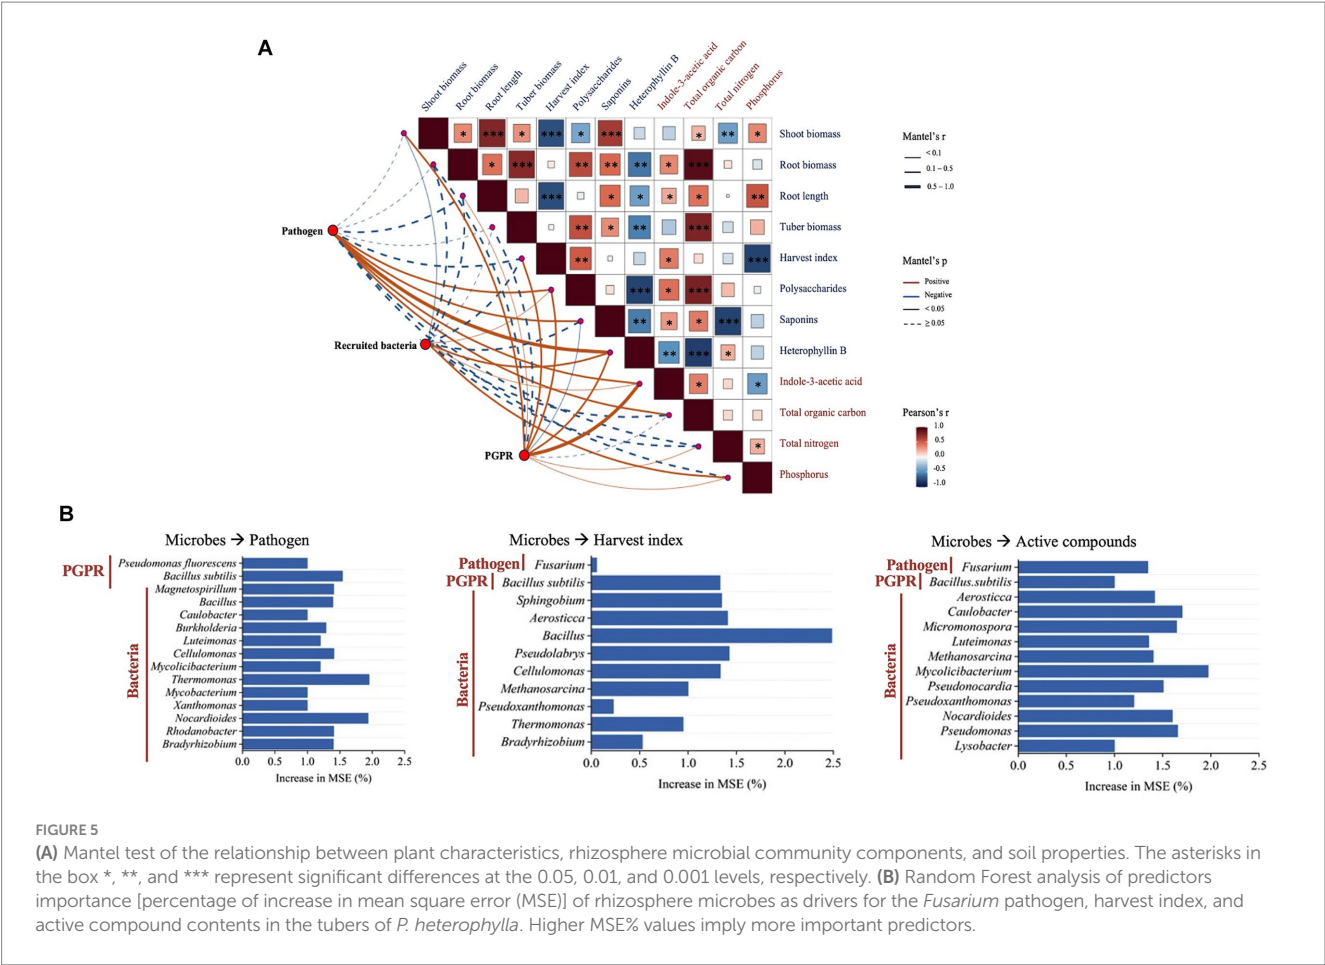 A
Shoot biomass
Root biomass
Root length
Tuber biomass
Harvest index
Polysaccharides
Saponins
Heterophyllin B
Indole-3-acetic acid
Total organic carbon
Total nitrogen
Phosphorus
* *** * *** * *** * ** *
Shoot biomass
* *** ** ** ** * ***
Root biomass
*** * * * * **
Root length
** * ** ***
Tuber biomass
** * ***
Harvest index
*** * ***
Polysaccharides
** * * ***
Saponins
** *** *
Heterophyllin B
* *
Indole-3-acetic acid
Total organic carbon
*
Total nitrogen
Phosphorus
Pathogen
Recruited bacteria
PGPR
Mantel's r
< 0.1
0.1 – 0.5
0.5 – 1.0
Mantel's p
Positive
Negative
< 0.05
≥ 0.05
Pearson's r
1.0
0.5
0.0
-0.5
-1.0
B
Microbes → Pathogen
PGPR
Bacteria
Pseudomonas fluorescens
Bacillus subtilis
Magnetospirillum
Bacillus
Caulobacter
Burkholderia
Luteimonas
Cellulomonas
Mycolicibacterium
Thermomonas
Mycobacterium
Xanthomonas
Nocardioides
Rhodanobacter
Bradyrhizobium
0.0 0.5 1.0 1.5 2.0 2.5
Increase in MSE (%)
Microbes → Harvest index
Pathogen
PGPR
Bacteria
Fusarium
Bacillus subtilis
Sphingobium
Aerosticca
Bacillus
Pseudolabrys
Cellulomonas
Methanosarcina
Pseudoxanthomonas
Thermomonas
Bradyrhizobium
0.0 0.5 1.0 1.5 2.0 2.5
Increase in MSE (%)
Microbes → Active compounds
Pathogen
PGPR
Bacteria
Fusarium
Bacillus.subtilis
Aerosticca
Caulobacter
Micromonospora
Luteimonas
Methanosarcina
Mycolicibacterium
Pseudonocardia
Pseudoxanthomonas
Nocardioides
Pseudomonas
Lysobacter
0.0 0.5 1.0 1.5 2.0 2.5
Increase in MSE (%)
FIGURE 5
(A) Mantel test of the relationship between plant characteristics, rhizosphere microbial community components, and soil properties. The asterisks in
the box *, **, and *** represent significant differences at the 0.05, 0.01, and 0.001 levels, respectively. (B) Random Forest analysis of predictors
importance [percentage of increase in mean square error (MSE)] of rhizosphere microbes as drivers for the Fusarium pathogen, harvest index, and
active compound contents in the tubers of P. heterophylla. Higher MSE% values imply more important predictors.